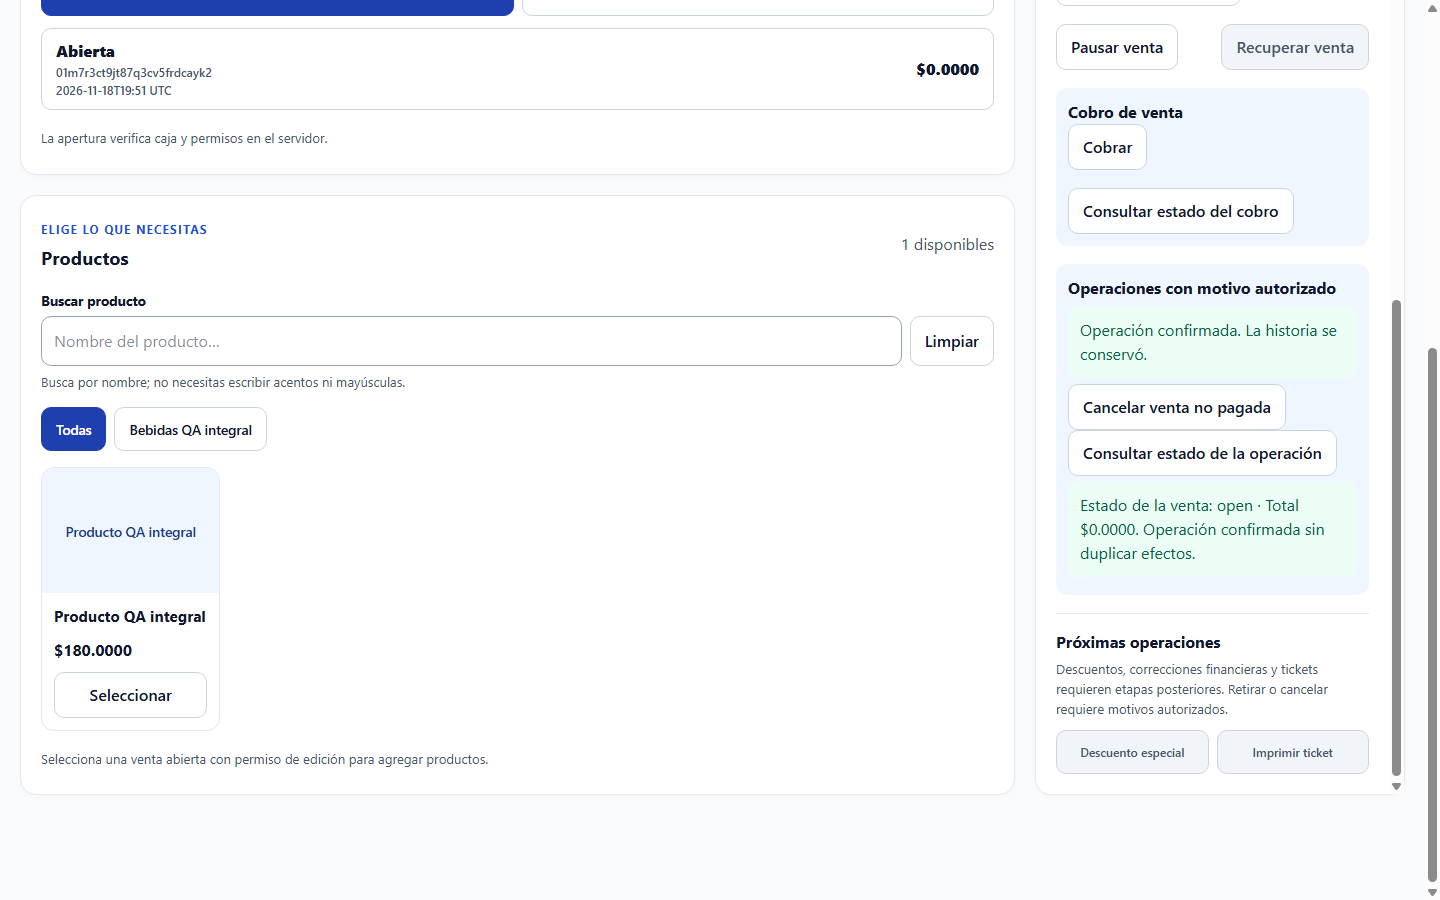 Abierta
01m7r3ct9jt87q3cv5frdcayk2
2026-11-18T19:51 UTC
$0.0000
La apertura verifica caja y permisos en el servidor.
ELIGE LO QUE NECESITAS
Productos
1 disponibles
Buscar producto
Nombre del producto...
Limpiar
Busca por nombre; no necesitas escribir acentos ni mayúsculas.
Todas
Bebidas QA integral
Producto QA integral
Producto QA integral
$180.0000
Seleccionar
Selecciona una venta abierta con permiso de edición para agregar productos.
Pausar venta
Recuperar venta
Cobro de venta
Cobrar
Consultar estado del cobro
Operaciones con motivo autorizado
Operación confirmada. La historia se
conservó.
Cancelar venta no pagada
Consultar estado de la operación
Estado de la venta: open · Total
$0.0000. Operación confirmada sin
duplicar efectos.
Próximas operaciones
Descuentos, correcciones financieras y tickets
requieren etapas posteriores. Retirar o cancelar
requiere motivos autorizados.
Descuento especial
Imprimir ticket